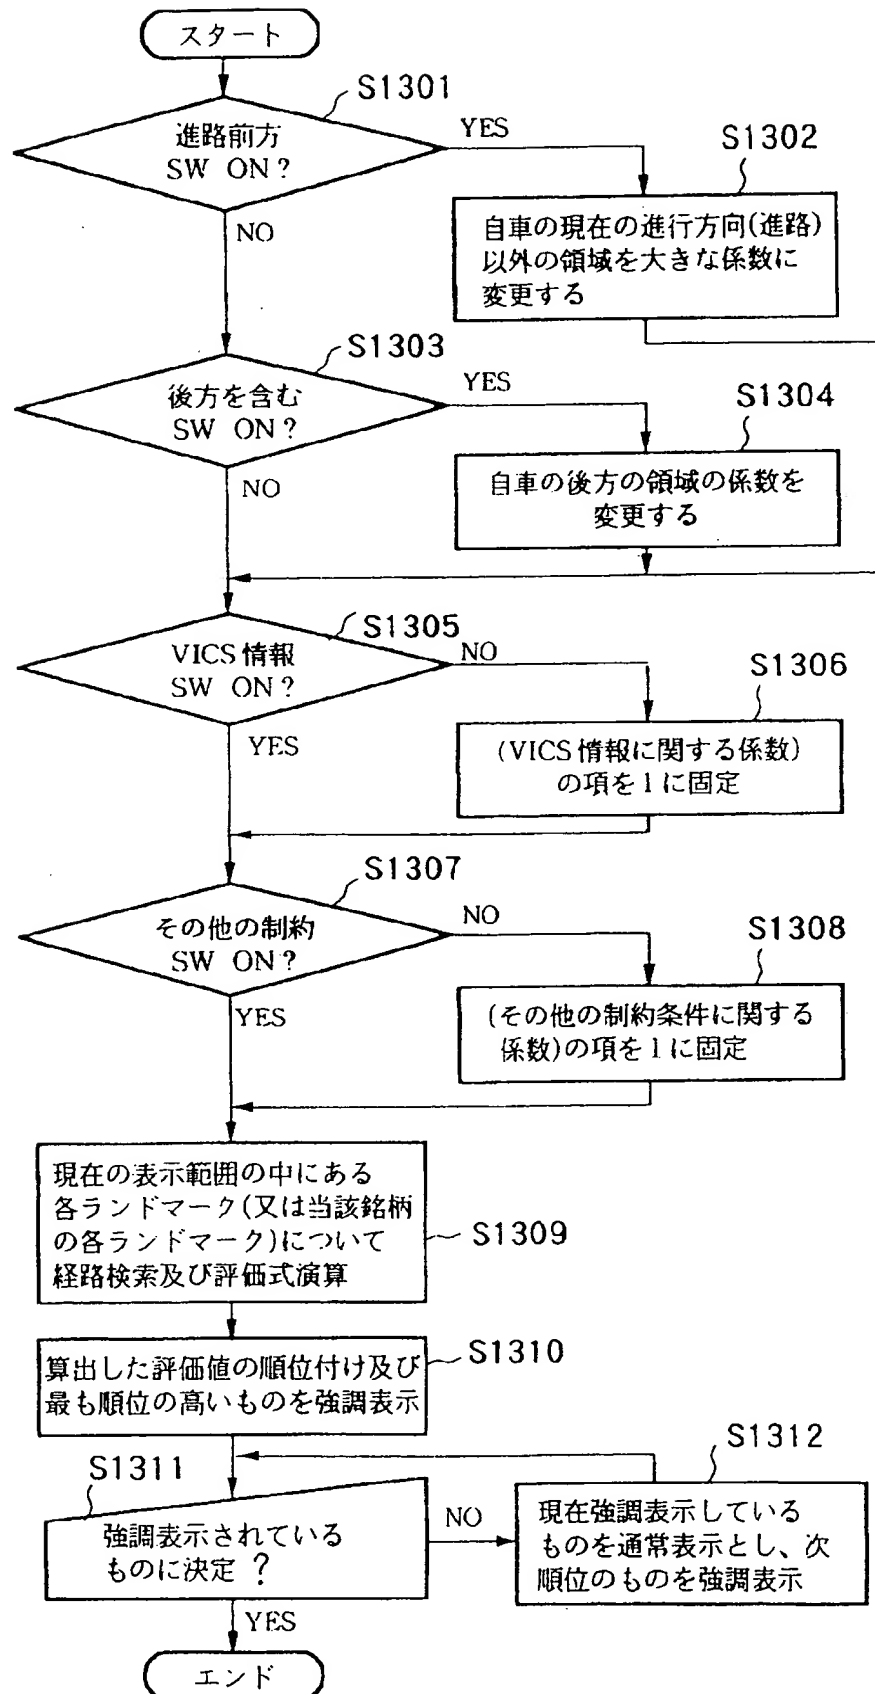 スタート
S1301
進路前方
SW ON?
YES
NO
S1302
自車の現在の進行方向(進路)
以外の領域を大きな係数に
変更する
S1303
後方を含む
SW ON?
YES
NO
S1304
自車の後方の領域の係数を
変更する
S1305
VICS情報
SW ON?
NO
YES
S1306
(VICS情報に関する係数)
の項を1に固定
S1307
その他の制約
SW ON?
NO
YES
S1308
(その他の制約条件に関する
係数)の項を1に固定
現在の表示範囲の中にある
各ランドマーク(又は当該銘柄
の各ランドマーク)について
経路検索及び評価式演算
S1309
算出した評価値の順位付け及び
最も順位の高いものを強調表示
S1310
S1311
強調表示されている
ものに決定?
NO
YES
S1312
現在強調表示している
ものを通常表示とし、次
順位のものを強調表示
エンド